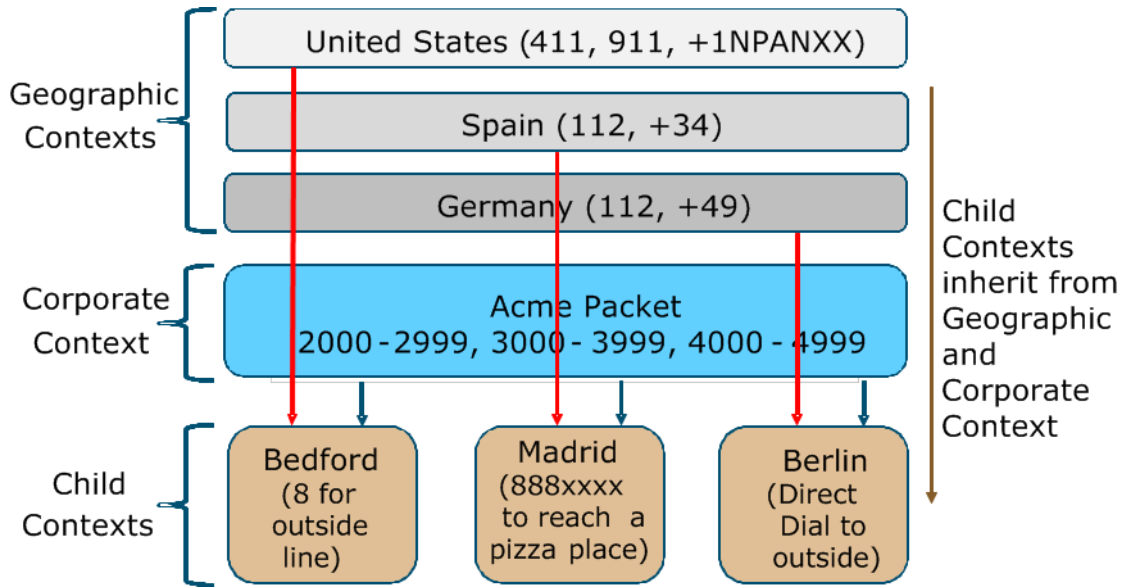 United States (411, 911, +1NPANXX)
Geographic
Contexts
Spain (112, +34)
Germany (112, +49)
Child
Contexts
inherit from
Geographic
and
Corporate
Context
Corporate
Context
Acme Packet
2000 - 2999, 3000 - 3999, 4000 - 4999
Child
Contexts
Bedford
(8 for
outside
line)
Madrid
(888xxxx
to reach a
pizza place)
Berlin
(Direct
Dial to
outside)